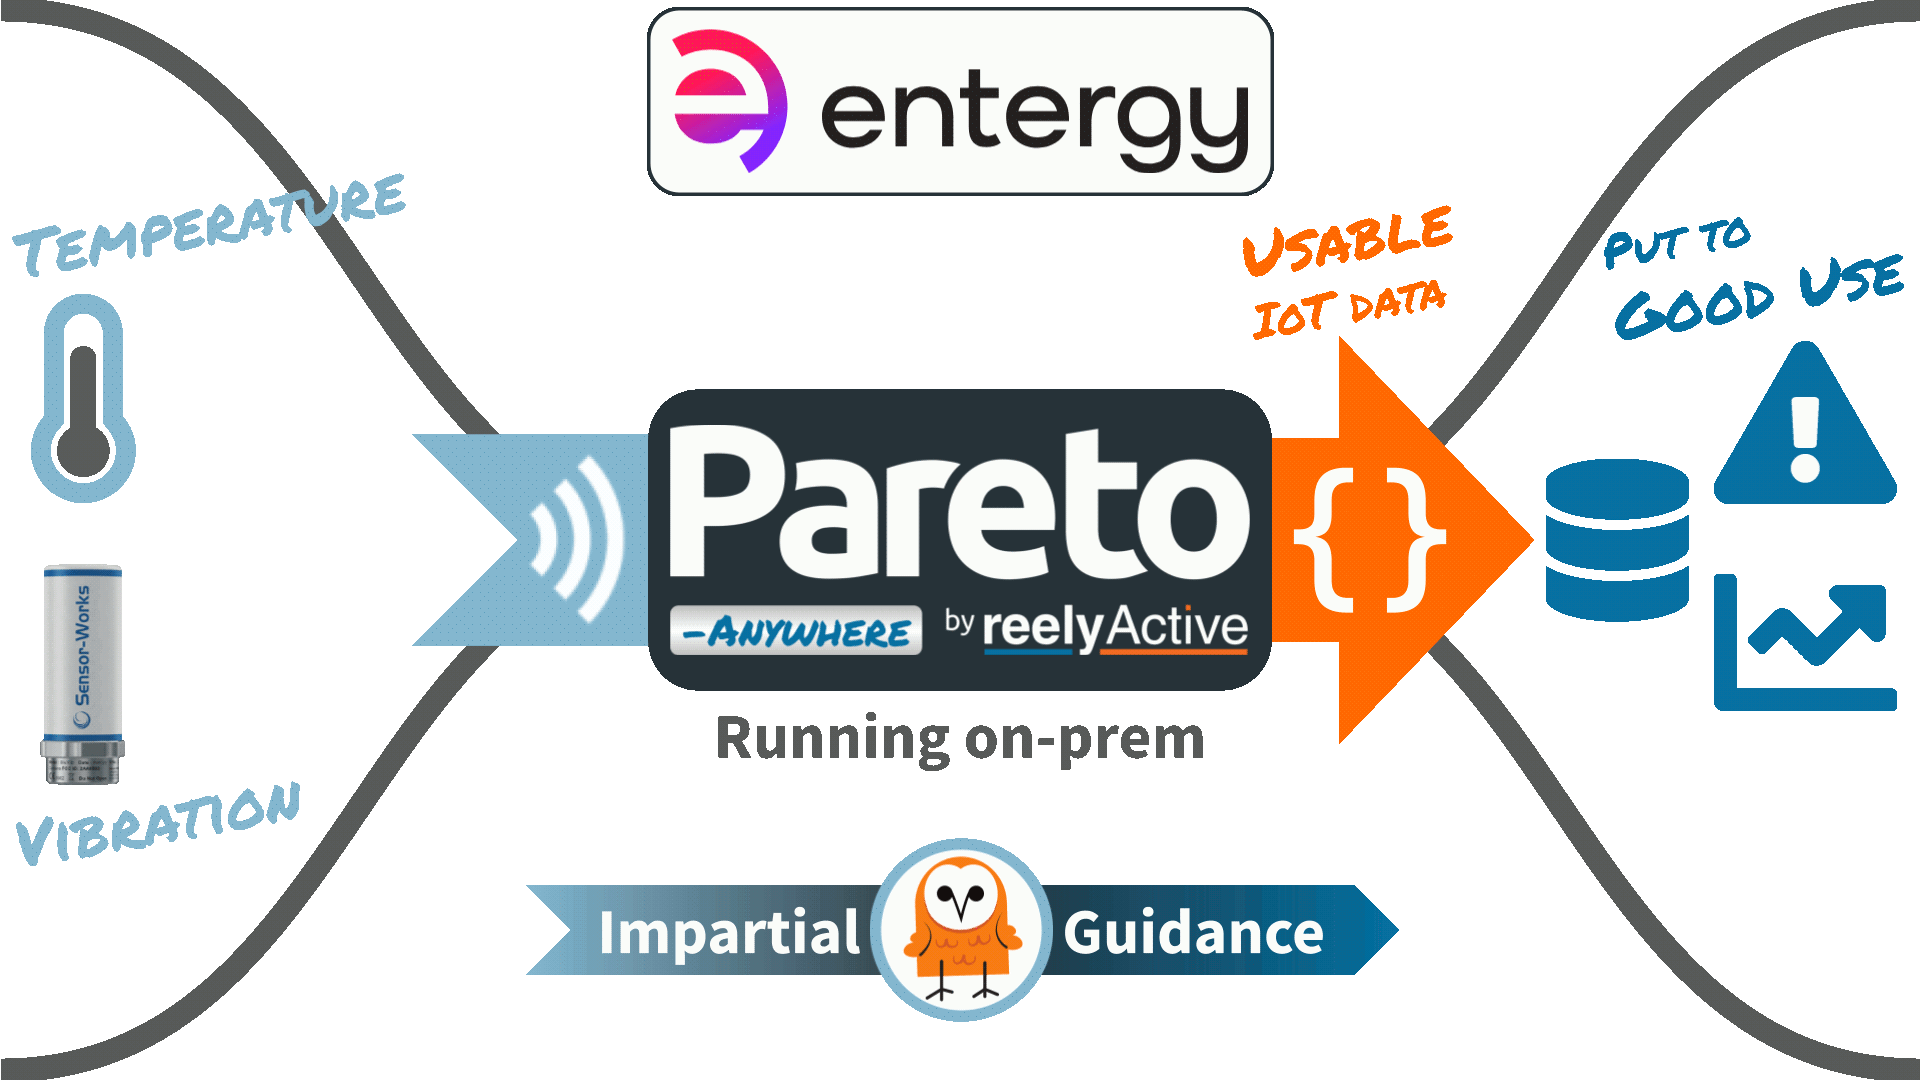 entergy
TEMPERATURE
USABLE
IoT DATA
PUT TO
GOOD USE
Sensor-Works
Pareto
-ANYWHERE by reelyActive
{ }
Running on-prem
VIBRATION
Impartial Guidance